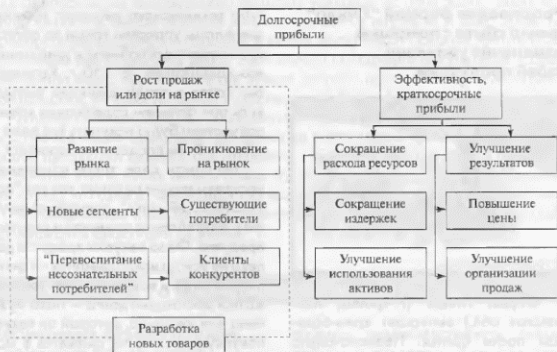 Долгосрочные
прибыли
Рост продаж
или доли на рынке
Эффективность,
краткосрочные
прибыли
Развитие
рынка
Проникновение
на рынок
Сокращение
расхода ресурсов
Улучшение
результатов
Новые сегменты
Существующие
потребители
Сокращение
издержек
Повышение
цены
"Перевоспитание
несознательных
потребителей"
Клиенты
конкурентов
Улучшение
использования
активов
Улучшение
организации
продаж
Разработка
новых товаров